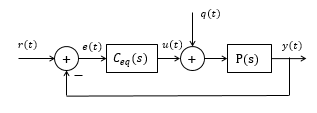 q(t)
r(t)
e(t)
u(t)
y(t)
+
C_eq(s)
+
P(s)
−